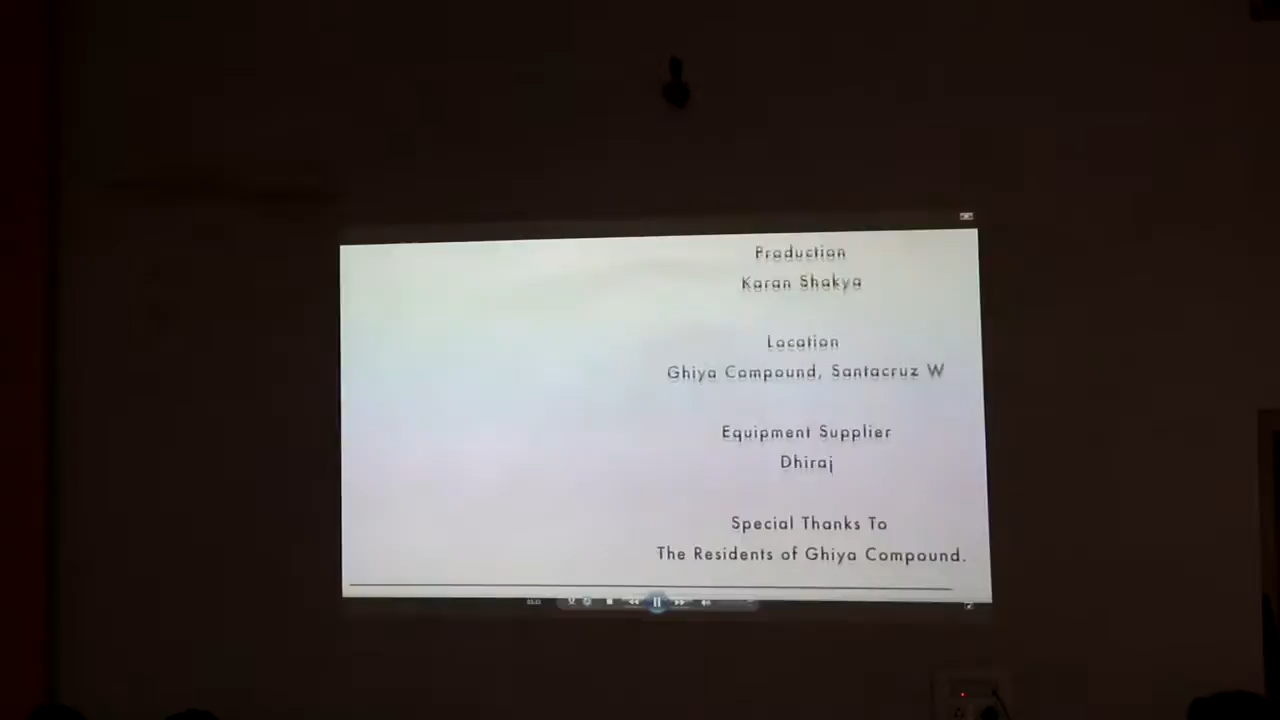 Production
Karan Shakya
Location
Ghiya Compound, Santacruz W
Equipment Supplier
Dhiraj
Special Thanks To
The Residents of Ghiya Compound.